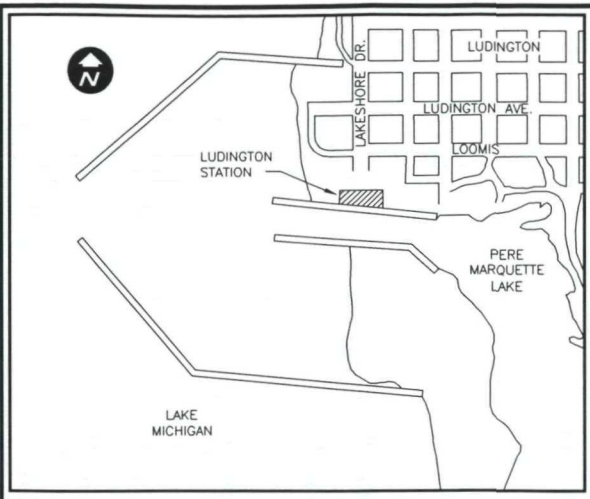 N
LUDINGTON
LAKESHORE DR.
LUDINGTON AVE.
LOOMIS
LUDINGTON
STATION
PERE
MARQUETTE
LAKE
LAKE
MICHIGAN